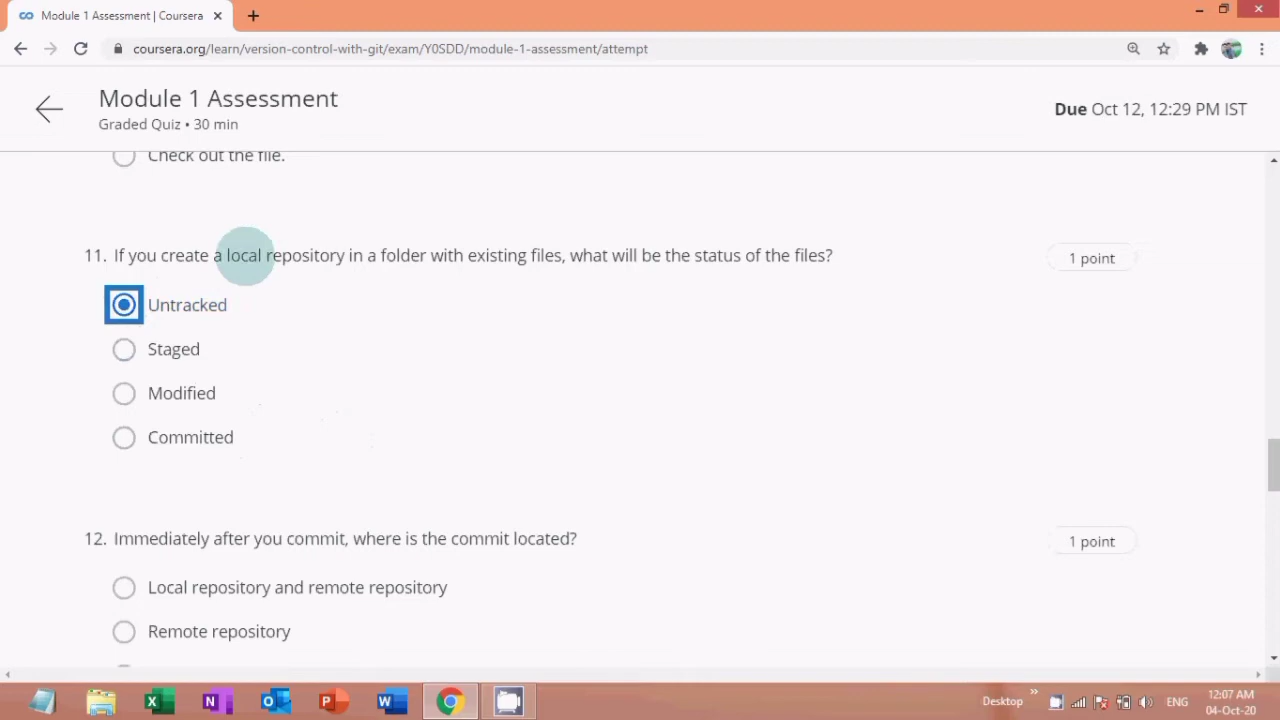 Module 1 Assessment | Coursera
coursera.org/learn/version-control-with-git/exam/Y0SDD/module-1-assessment/attempt
Module 1 Assessment
Graded Quiz • 30 min
Due Oct 12, 12:29 PM IST
Check out the file.
11. If you create a local repository in a folder with existing files, what will be the status of the files?
1 point
Untracked
Staged
Modified
Committed
12. Immediately after you commit, where is the commit located?
1 point
Local repository and remote repository
Remote repository
Desktop
ENG
12:07 AM
04-Oct-20